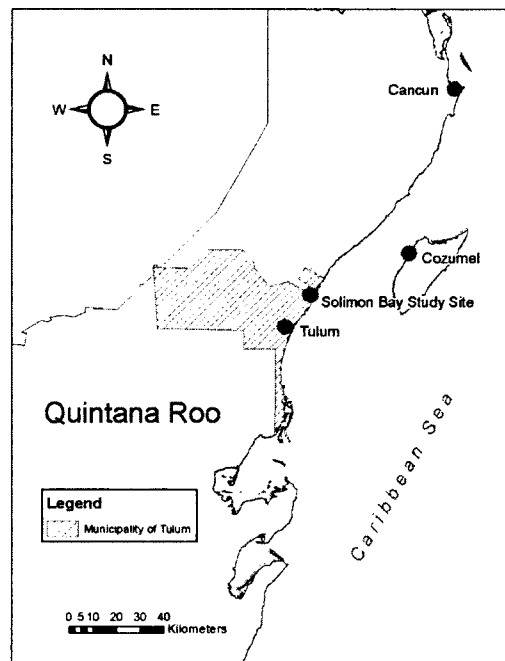 N
W E
S
Cancun
Cozumel
Solimon Bay Study Site
Tulum
Quintana Roo
Caribbean Sea
Legend
Municipality of Tulum
0 5 10 20 30 40
Kilometers